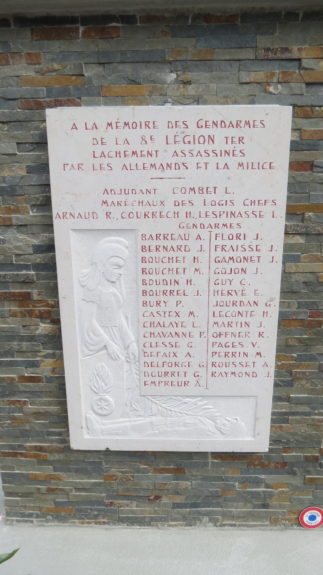 A LA MÉMOIRE DES GENDARMES
DE LA 8E LÉGION TER
LACHEMENT ASSASSINÉS
PAR LES ALLEMANDS ET LA MILICE
ADJUDANT COMBET L.
MARÉCHAUX DES LOGIS CHEFS
ARNAUD R., COURRECH H., LESPINASSE L.
GENDARMES
BARREAU A. FLORI J.
BERNARD J. FRAISSE J.
BOUCHET H. GAMONET J.
BOUCHET M. GOJON J.
BOUDIN H. GUY C.
BOURREL J. HERVÉ E.
BURY P. JOURDAN G.
CASTEX M. LECONTE H.
CHALAYE L. MARTIN J.
CHAVANNE P. OFFNER R.
CLESSE G. PAGES V.
DEFAIX A. PERRIN M.
DELFORGE G. ROUSSET A.
DEURRET G. RAYMOND J.
EMPREUR X.